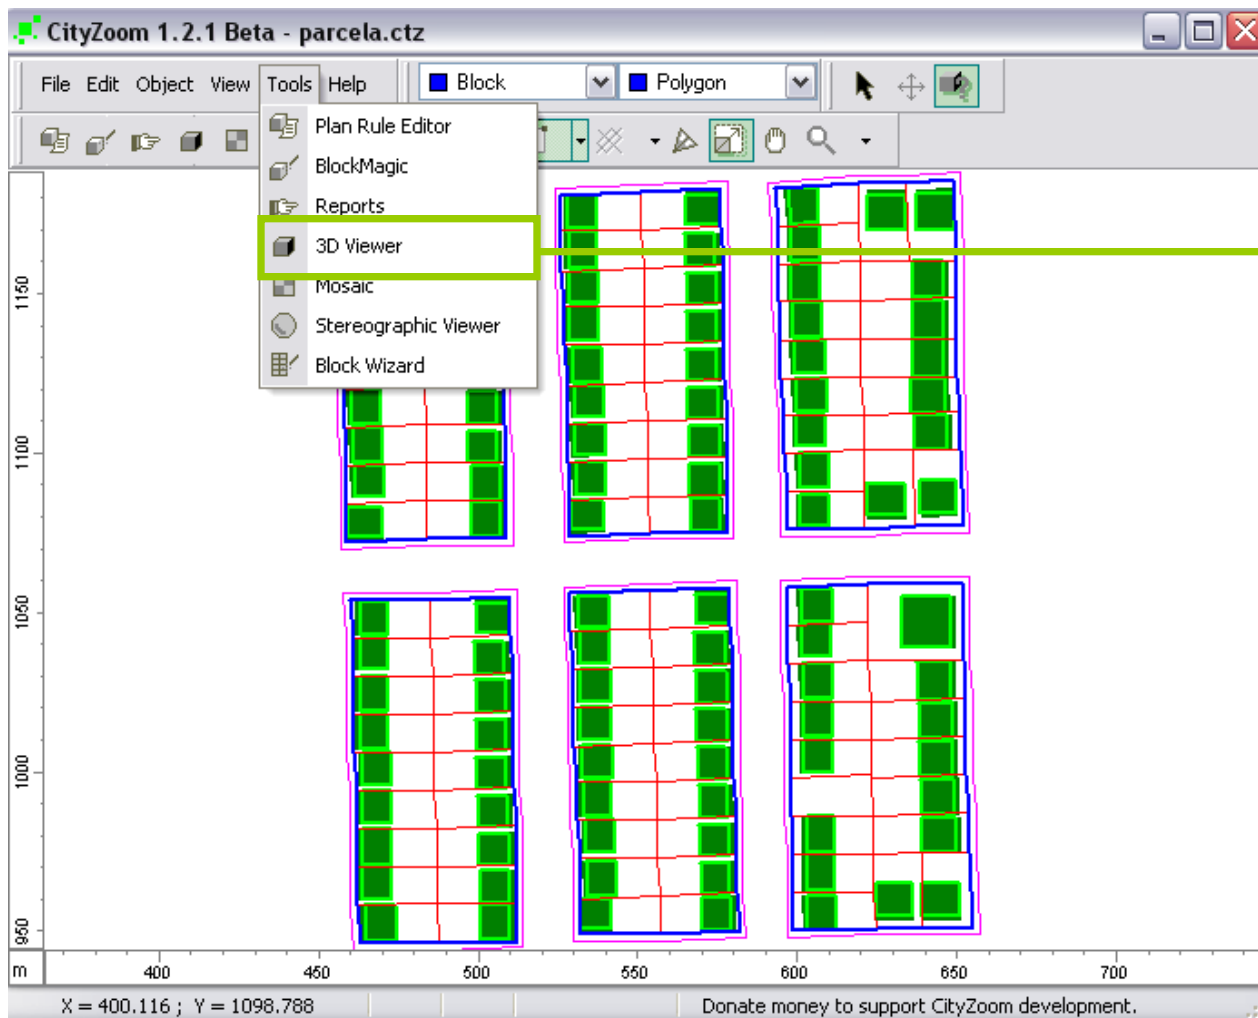 CityZoom 1.2.1 Beta - parcela.ctz
File Edit Object View Tools Help Block Polygon
Plan Rule Editor
BlockMagic
Reports
3D Viewer
Mosaic
Stereographic Viewer
Block Wizard
1150
1100
1050
1000
950
m 400 450 500 550 600 650 700
X = 400.116 ; Y = 1098.788 Donate money to support CityZoom development.